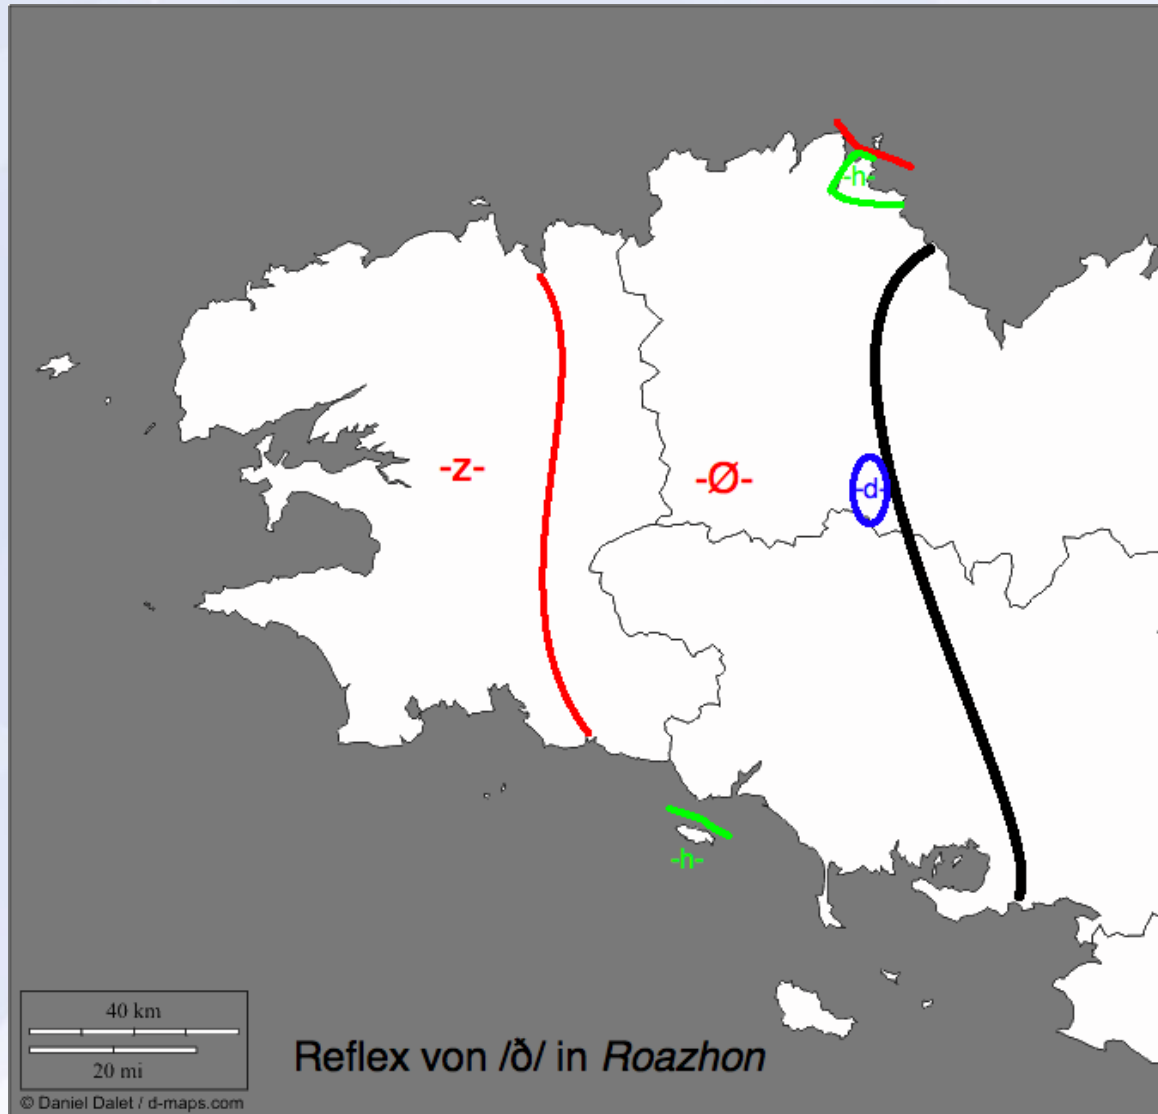 -h-
-z-
-Ø-
-d-
-h-
40 km
20 mi
Reflex von /ð/ in Roazhon
© Daniel Dalet / d-maps.com